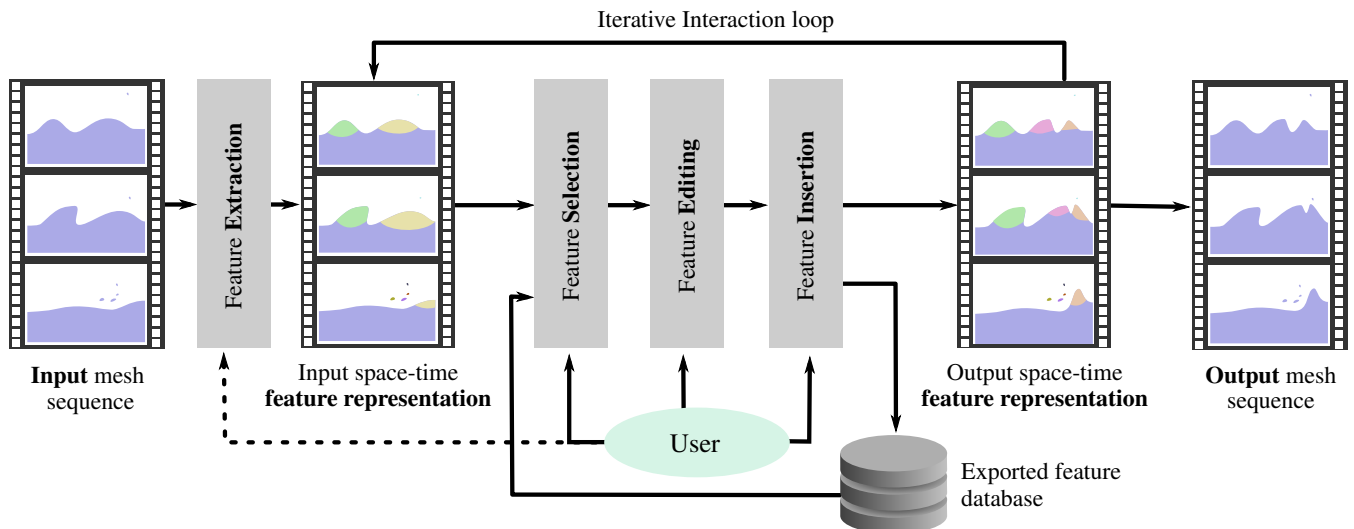 Iterative Interaction loop
Feature Extraction
Feature Selection
Feature Editing
Feature Insertion
Input mesh
sequence
Input space-time
feature representation
Output space-time
feature representation
Output mesh
sequence
User
Exported feature
database